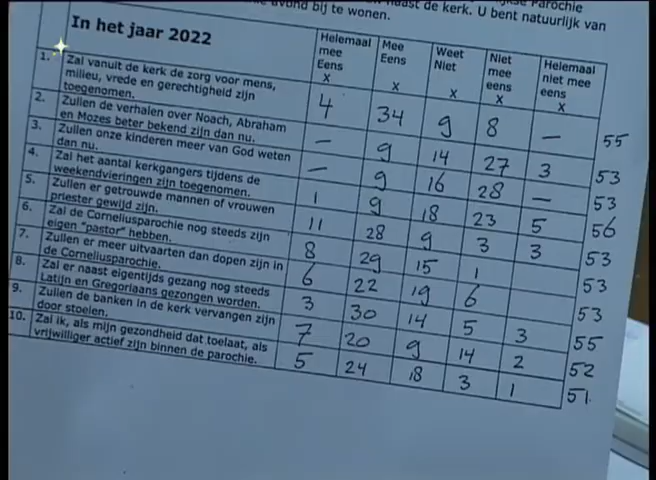 Parochie
avond bij te wonen.
naast de kerk. U bent natuurlijk van
In het jaar 2022
Helemaal
mee
Eens
x
Mee
Eens
x
Weet
Niet
x
Niet
mee
eens
x
Helemaal
niet mee
eens
x
1. Zal vanuit de kerk de zorg voor mensen,
milieu, vrede en gerechtigheid zijn
toegenomen.
4 34 9 8 — 55
2. Zullen de verhalen over Noach, Abraham
en Mozes beter bekend zijn dan nu.
— 9 14 27 3 53
3. Zullen onze kinderen meer van God weten
dan nu.
— 9 16 28 — 53
4. Zal het aantal kerkgangers tijdens de
weekendvieringen zijn toegenomen.
1 9 18 23 5 56
5. Zullen er getrouwde mannen of vrouwen
priester gewijd zijn.
11 28 9 3 3 53
6. Zal de Corneliusparochie nog steeds zijn
eigen "pastor" hebben.
8 29 15 1 53
7. Zullen er meer uitvaarten dan dopen zijn in
de Corneliusparochie.
6 22 19 6 53
8. Zal er naast eigentijds gezang nog steeds
Latijn en Gregoriaans gezongen worden.
3 30 14 5 3 55
9. Zullen de banken in de kerk vervangen zijn
door stoelen.
7 20 9 14 2 52
10. Zal ik, als mijn gezondheid dat toelaat, als
vrijwilliger actief zijn binnen de parochie.
5 24 18 3 1 51